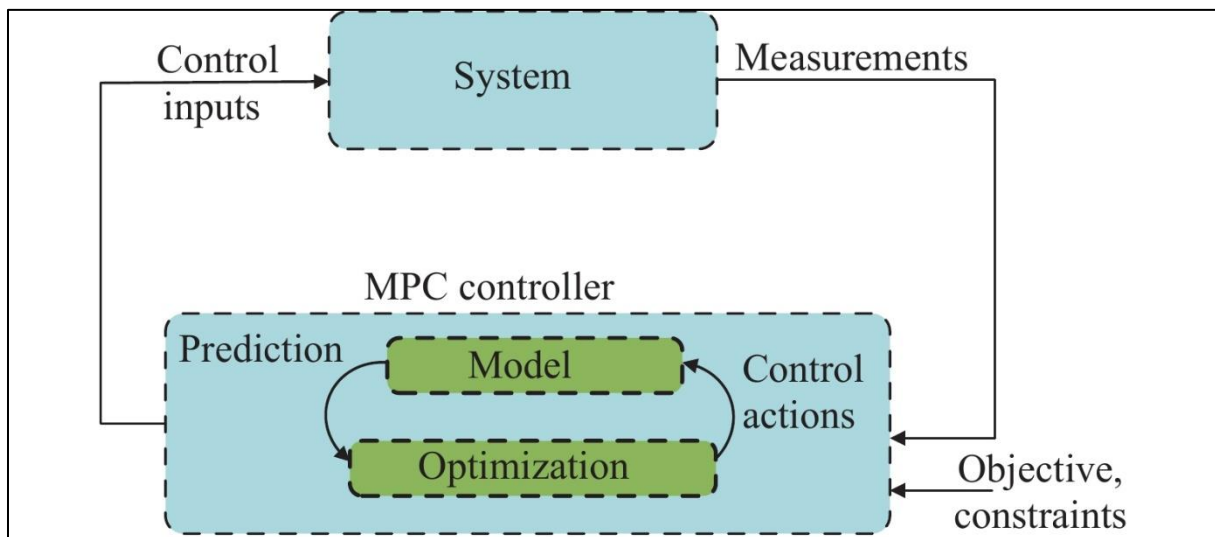 Control
inputs
System
Measurements
MPC controller
Prediction
Model
Control
actions
Optimization
Objective,
constraints